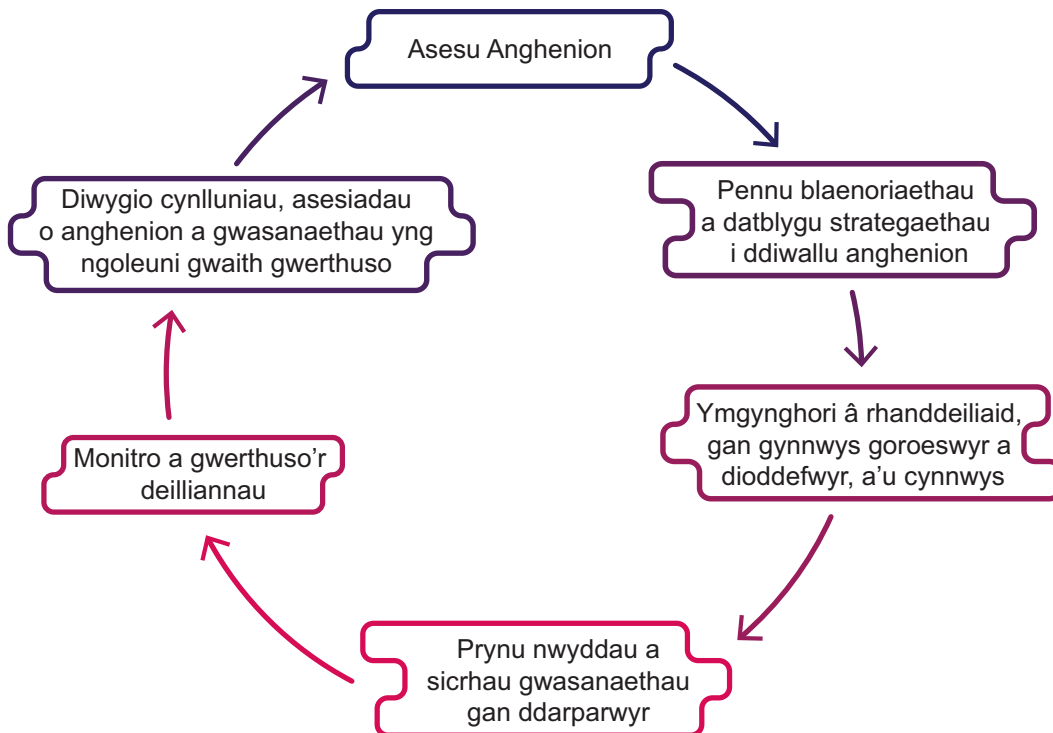 Asesu Anghenion
Pennu blaenoriaethau
a datblygu strategaethau
i ddiwallu anghenion
Ymgynghori â rhanddeiliaid,
gan gynnwys goroeswyr a
dioddefwyr, a'u cynnwys
Prynu nwyddau a
sicrhau gwasanaethau
gan ddarparwyr
Monitro a gwerthuso'r
deilliannau
Diwygio cynlluniau, asesiadau
o anghenion a gwasanaethau yng
ngoleuni gwaith gwerthuso